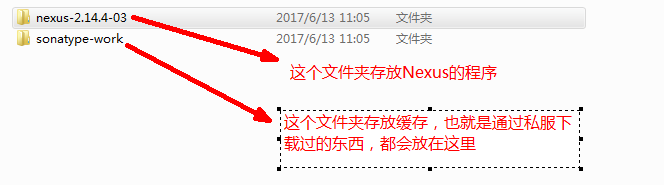 nexus-2.14.4-03 2017/6/13 11:05 文件夹
sonatype-work 2017/6/13 11:05 文件夹
这个文件夹存放Nexus的程序
这个文件夹存放缓存，也就是通过私服下
载过的东西，都会放在这里